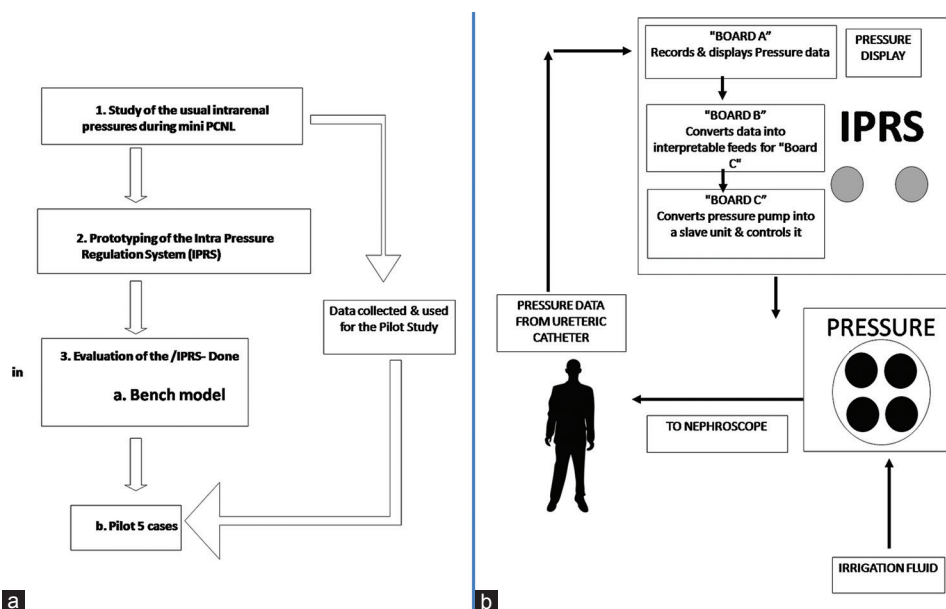 1. Study of the usual intrarenal
pressures during mini PCNL
2. Prototyping of the Intra Pressure
Regulation System (IPRS)
Data collected & used
for the Pilot Study
in
3. Evaluation of the /IPRS- Done
a. Bench model
b. Pilot 5 cases
a
"BOARD A"
Records & displays Pressure data
PRESSURE
DISPLAY
"BOARD B"
Converts data into
interpretable feeds for "Board
C"
IPRS
"BOARD C"
Converts pressure pump into
a slave unit & controls it
PRESSURE DATA
FROM URETERIC
CATHETER
PRESSURE
TO NEPHROSCOPE
IRRIGATION FLUID
b